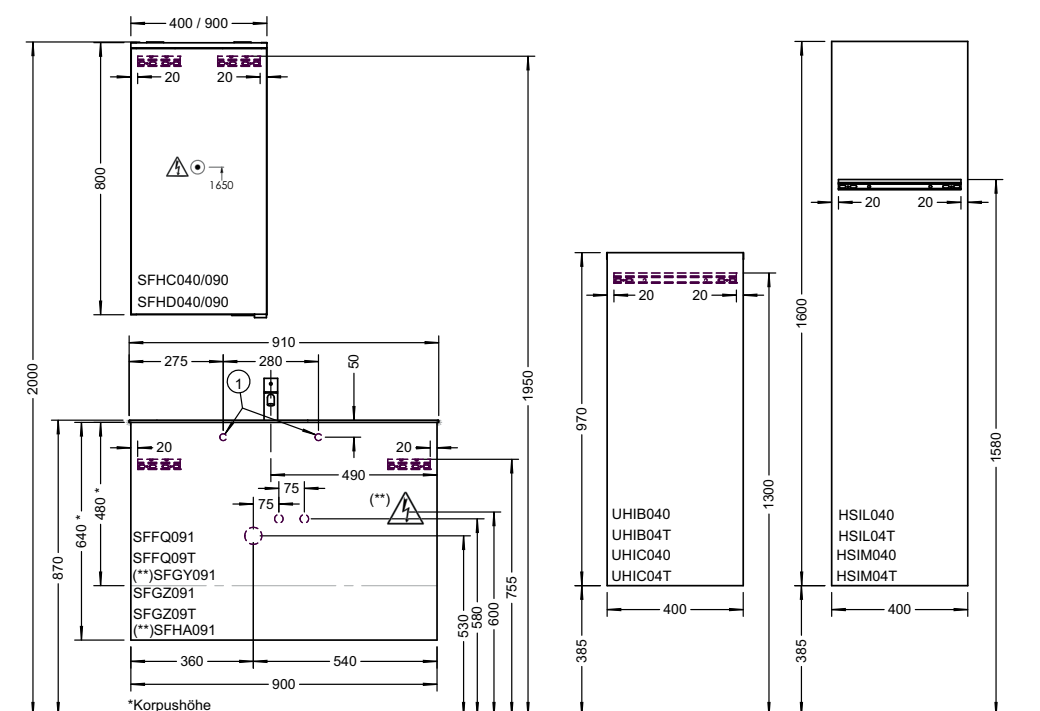 400 / 900
20
20
800
1650
SFHC040/090
SFHD040/090
2000
1950
910
275
280
50
1
20
20
490
75
75
(**)
480 *
640 *
870
SFFQ091
SFFQ09T
(**)SFGY091
SFGZ091
SFGZ09T
(**)SFHA091
530
580
600
755
360
540
900
*Korpushöhe
20
20
970
1300
UHIB040
UHIB04T
UHIC040
UHIC04T
400
385
20
20
1600
1580
HSIL040
HSIL04T
HSIM040
HSIM04T
400
385